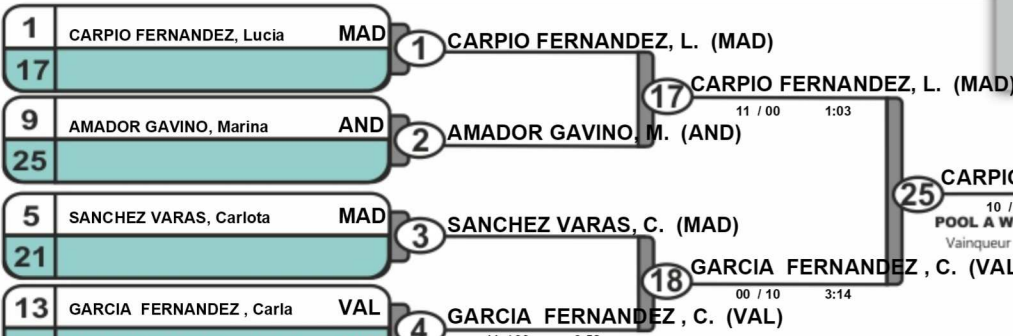 1 CARPIO FERNANDEZ, Lucia MAD
17
9 AMADOR GAVINO, Marina AND
25
5 SANCHEZ VARAS, Carlota MAD
21
13 GARCIA FERNANDEZ , Carla VAL
1 CARPIO FERNANDEZ, L. (MAD)
2 AMADOR GAVINO, M. (AND)
3 SANCHEZ VARAS, C. (MAD)
4 GARCIA FERNANDEZ , C. (VAL)
17 CARPIO FERNANDEZ, L. (MAD)
11 / 00 1:03
18 GARCIA FERNANDEZ , C. (VAL
00 / 10 3:14
25 CARPIO
10 /
POOL A W
Vainqueur